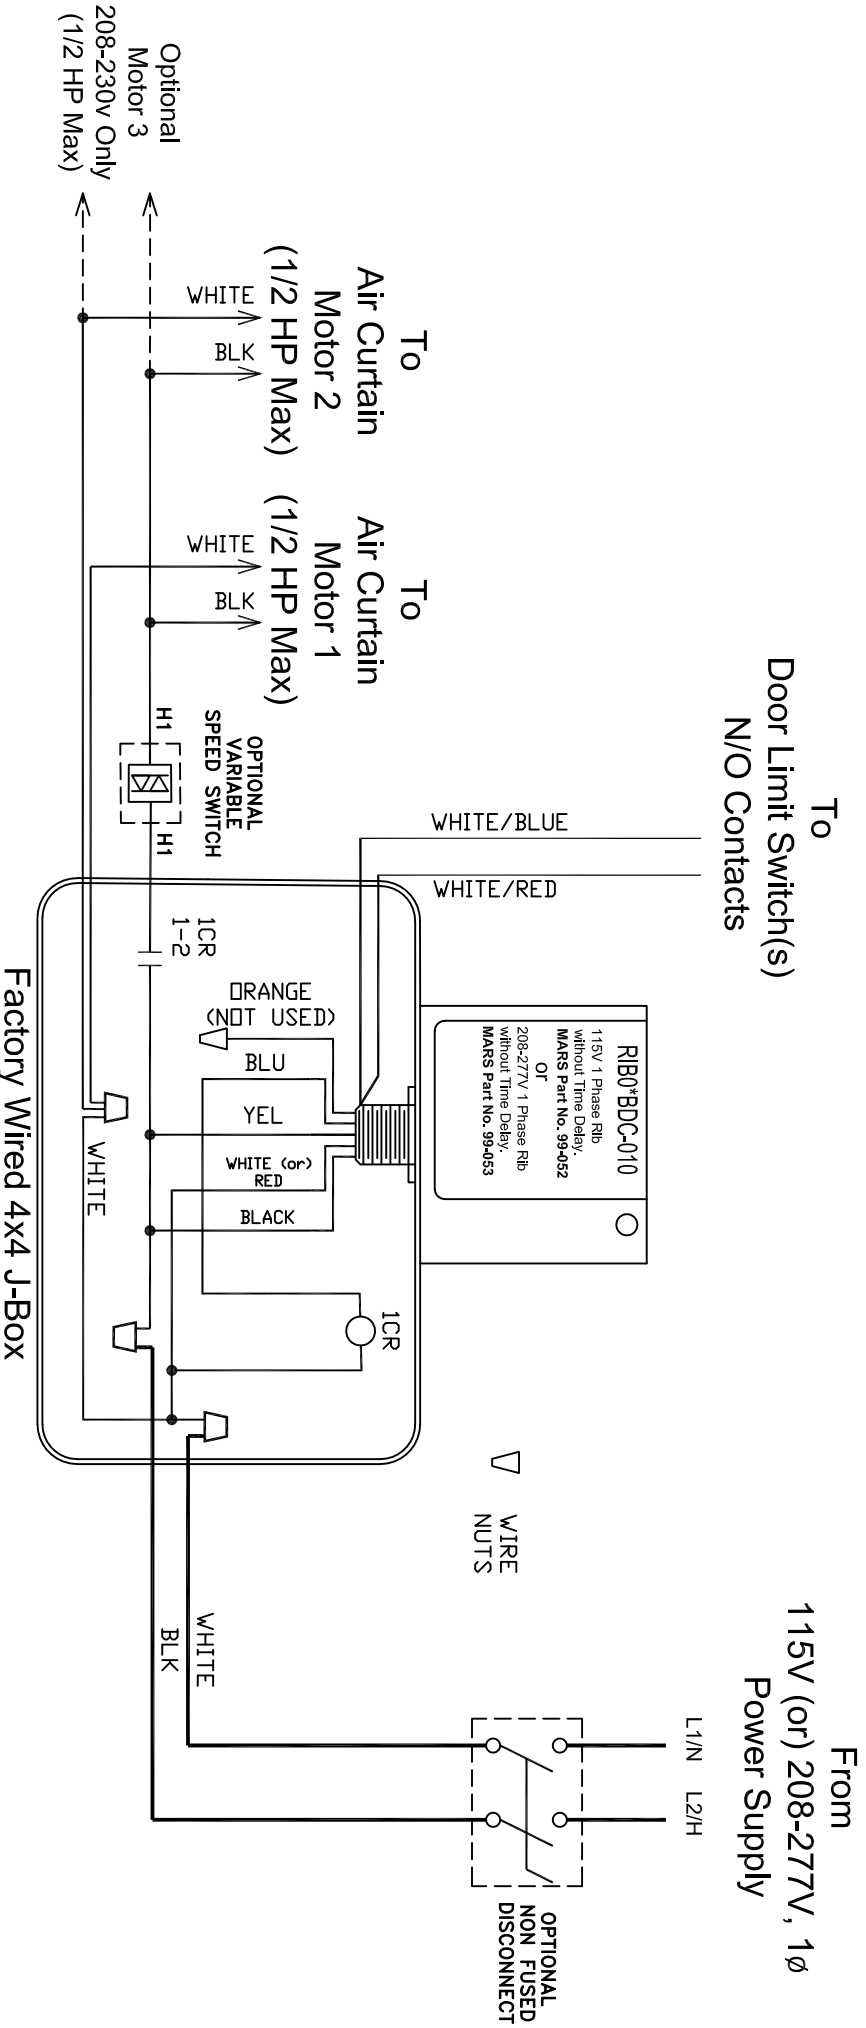 From
115V (or) 208-277V, 1ø
Power Supply
L1/N
L2/H
OPTIONAL
NON FUSED
DISCONNECT
WIRE
NUTS
WHITE
BLK
To
Door Limit Switch(s)
N/O Contacts
WHITE/BLUE
WHITE/RED
RIB0*BDC-010
115V 1 Phase Rib
without Time Delay.
MARS Part No. 99-052
or
208-277V 1 Phase Rib
without Time Delay.
MARS Part No. 99-053
To
Air Curtain
Motor 2
(1/2 HP Max)
WHITE
BLK
To
Air Curtain
Motor 1
(1/2 HP Max)
WHITE
BLK
OPTIONAL
VARIABLE
SPEED SWITCH
H1
H1
1CR
1-2
ORANGE
(NOT USED)
BLU
YEL
WHITE (or)
RED
BLACK
1CR
WHITE
Optional
Motor 3
208-230v Only
(1/2 HP Max)
Factory Wired 4x4 J-Box